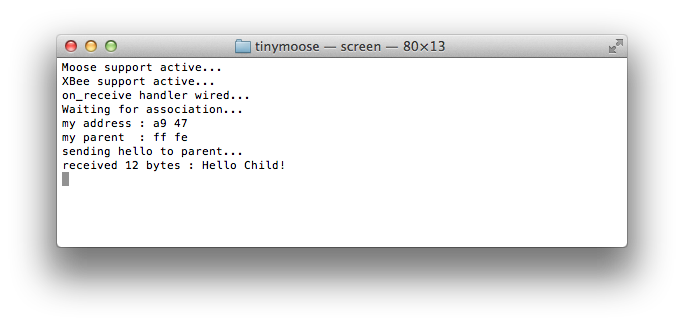 tinymoose — screen — 80×13
Moose support active...
XBee support active...
on_receive handler wired...
Waiting for association...
my address : a9 47
my parent  : ff fe
sending hello to parent...
received 12 bytes : Hello Child!